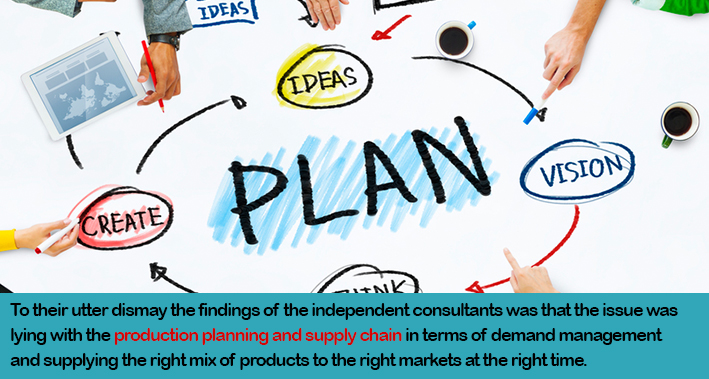 IDEAS
IDEAS
PLAN
VISION
CREATE
THINK
To their utter dismay the findings of the independent consultants was that the issue was
lying with the production planning and supply chain in terms of demand management
and supplying the right mix of products to the right markets at the right time.